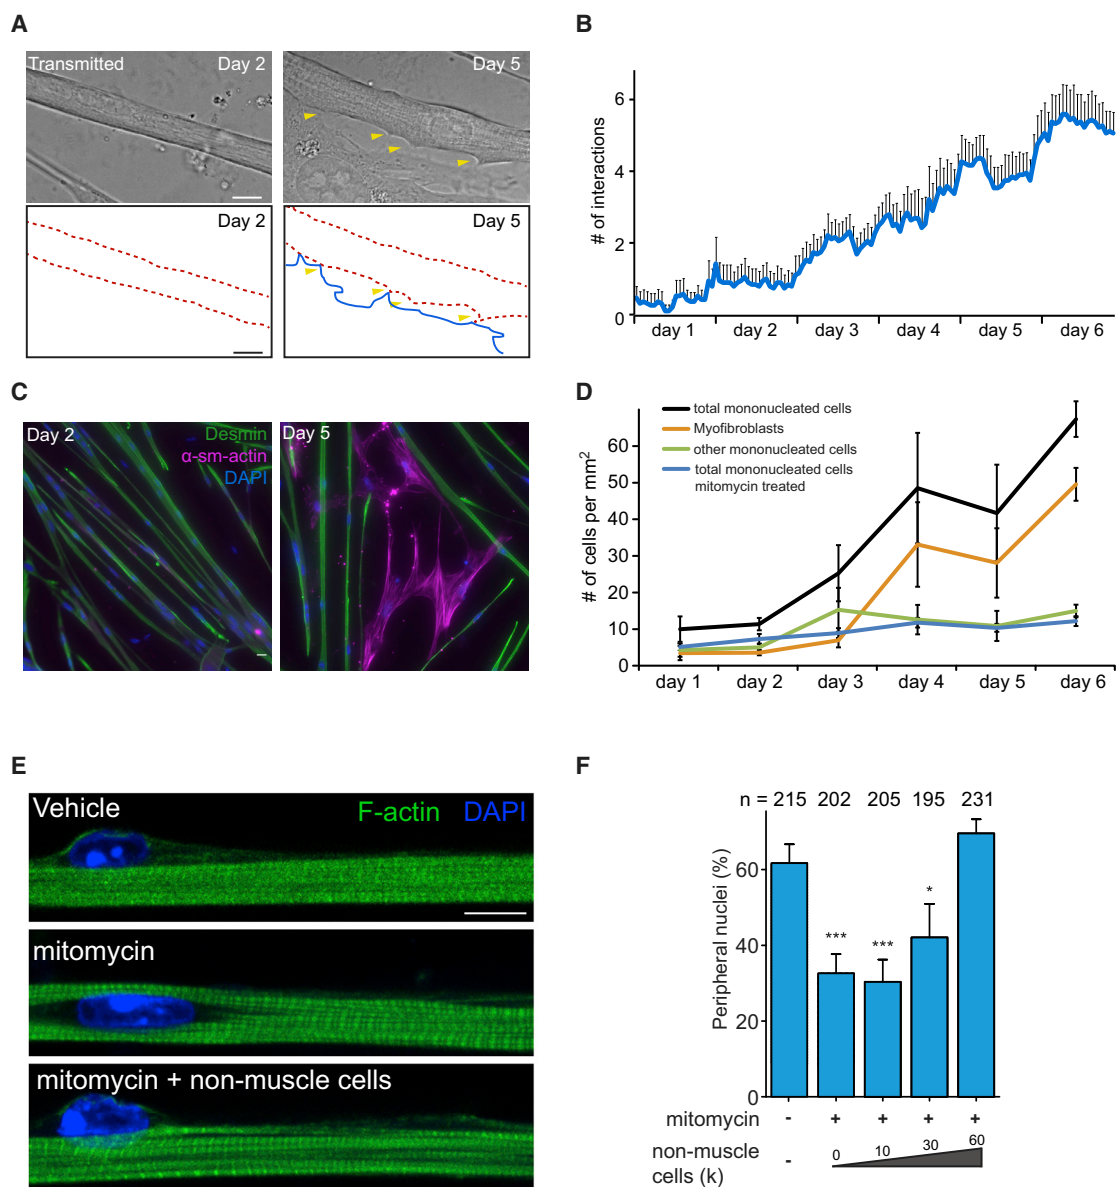 A
Transmitted
Day 2
Day 5
Day 2
Day 5
B
# of interactions
6
4
2
0
day 1 day 2 day 3 day 4 day 5 day 6
C
Day 2
Desmin
α-sm-actin
DAPI
Day 5
D
total mononucleated cells
Myofibroblasts
other mononucleated cells
total mononucleated cells
mitomycin treated
# of cells per mm2
60
50
40
30
20
10
0
day 1 day 2 day 3 day 4 day 5 day 6
E
Vehicle
F-actin DAPI
mitomycin
mitomycin + non-muscle cells
F
n = 215 202 205 195 231
Peripheral nuclei (%)
60
40
20
0
*** *** *
mitomycin - + + + +
non-muscle
cells (k)
- 0 10 30 60